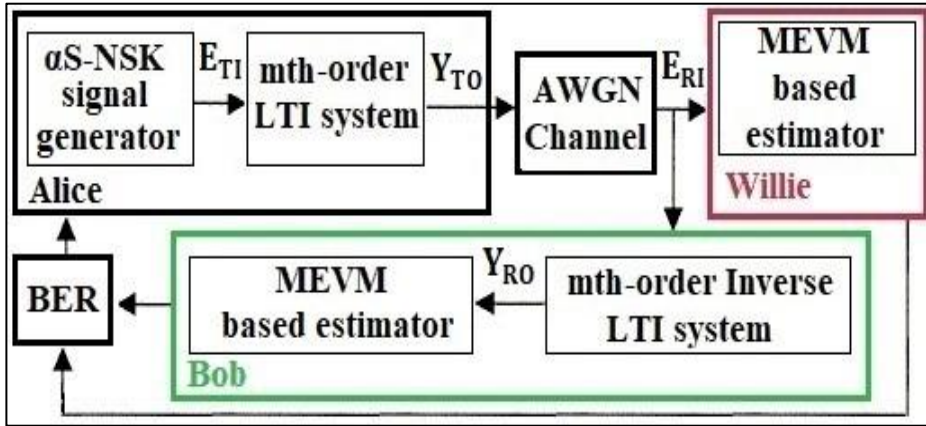 αS-NSK
signal
generator
E_TI
mth-order
LTI system
Y_TO
Alice
AWGN
Channel
E_RI
MEVM
based
estimator
Willie
BER
MEVM
based estimator
Y_RO
mth-order Inverse
LTI system
Bob